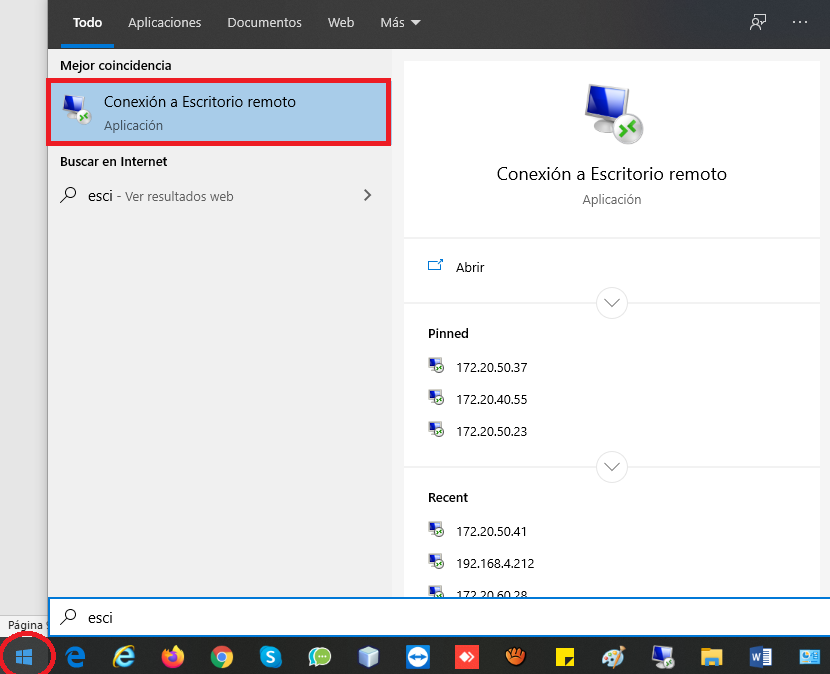 Todo Aplicaciones Documentos Web Más
Mejor coincidencia
Conexión a Escritorio remoto
Aplicación
Buscar en Internet
esci - Ver resultados web
Conexión a Escritorio remoto
Aplicación
Abrir
Pinned
172.20.50.37
172.20.40.55
172.20.50.23
Recent
172.20.50.41
192.168.4.212
172.20.60.28
esci
Página